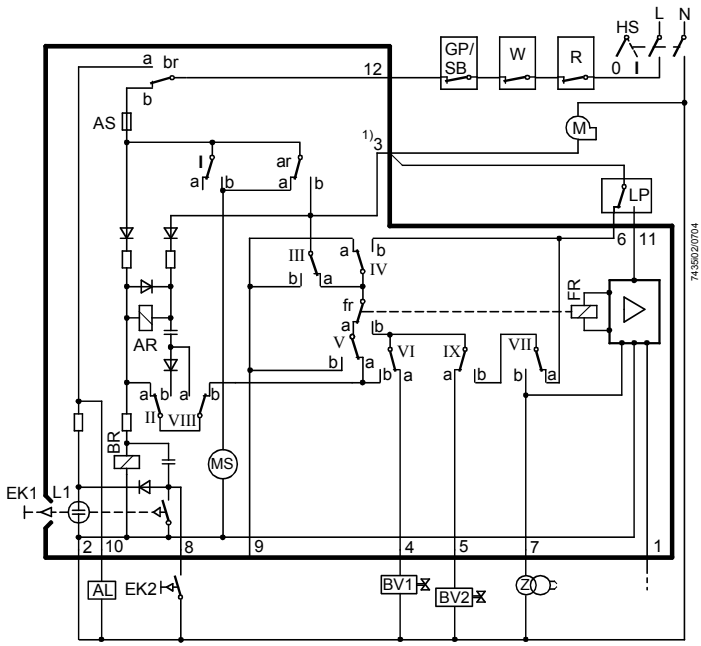 HS L N
GP/ W R
SB
0 I
a br 12
b
AS
M
1) 3
I ar
a b a b
LP
6 11
743502/0704
III a b
IV
b a
fr
FR
AR
a b
V VI IX VII
b a b a a b b a
a b a b
II VIII
BR
MS
EK1 L1
2 10 8 9 4 5 7 1
AL EK2 BV1 BV2 Z